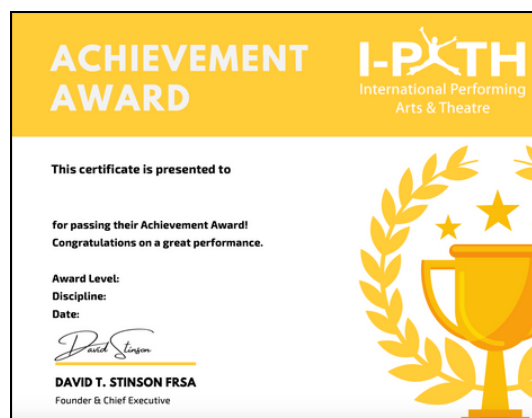 ACHIEVEMENT
AWARD
I-PATH
International Performing
Arts & Theatre
This certificate is presented to
for passing their Achievement Award!
Congratulations on a great performance.
Award Level:
Discipline:
Date:
David Stinson
DAVID T. STINSON FRSA
Founder & Chief Executive